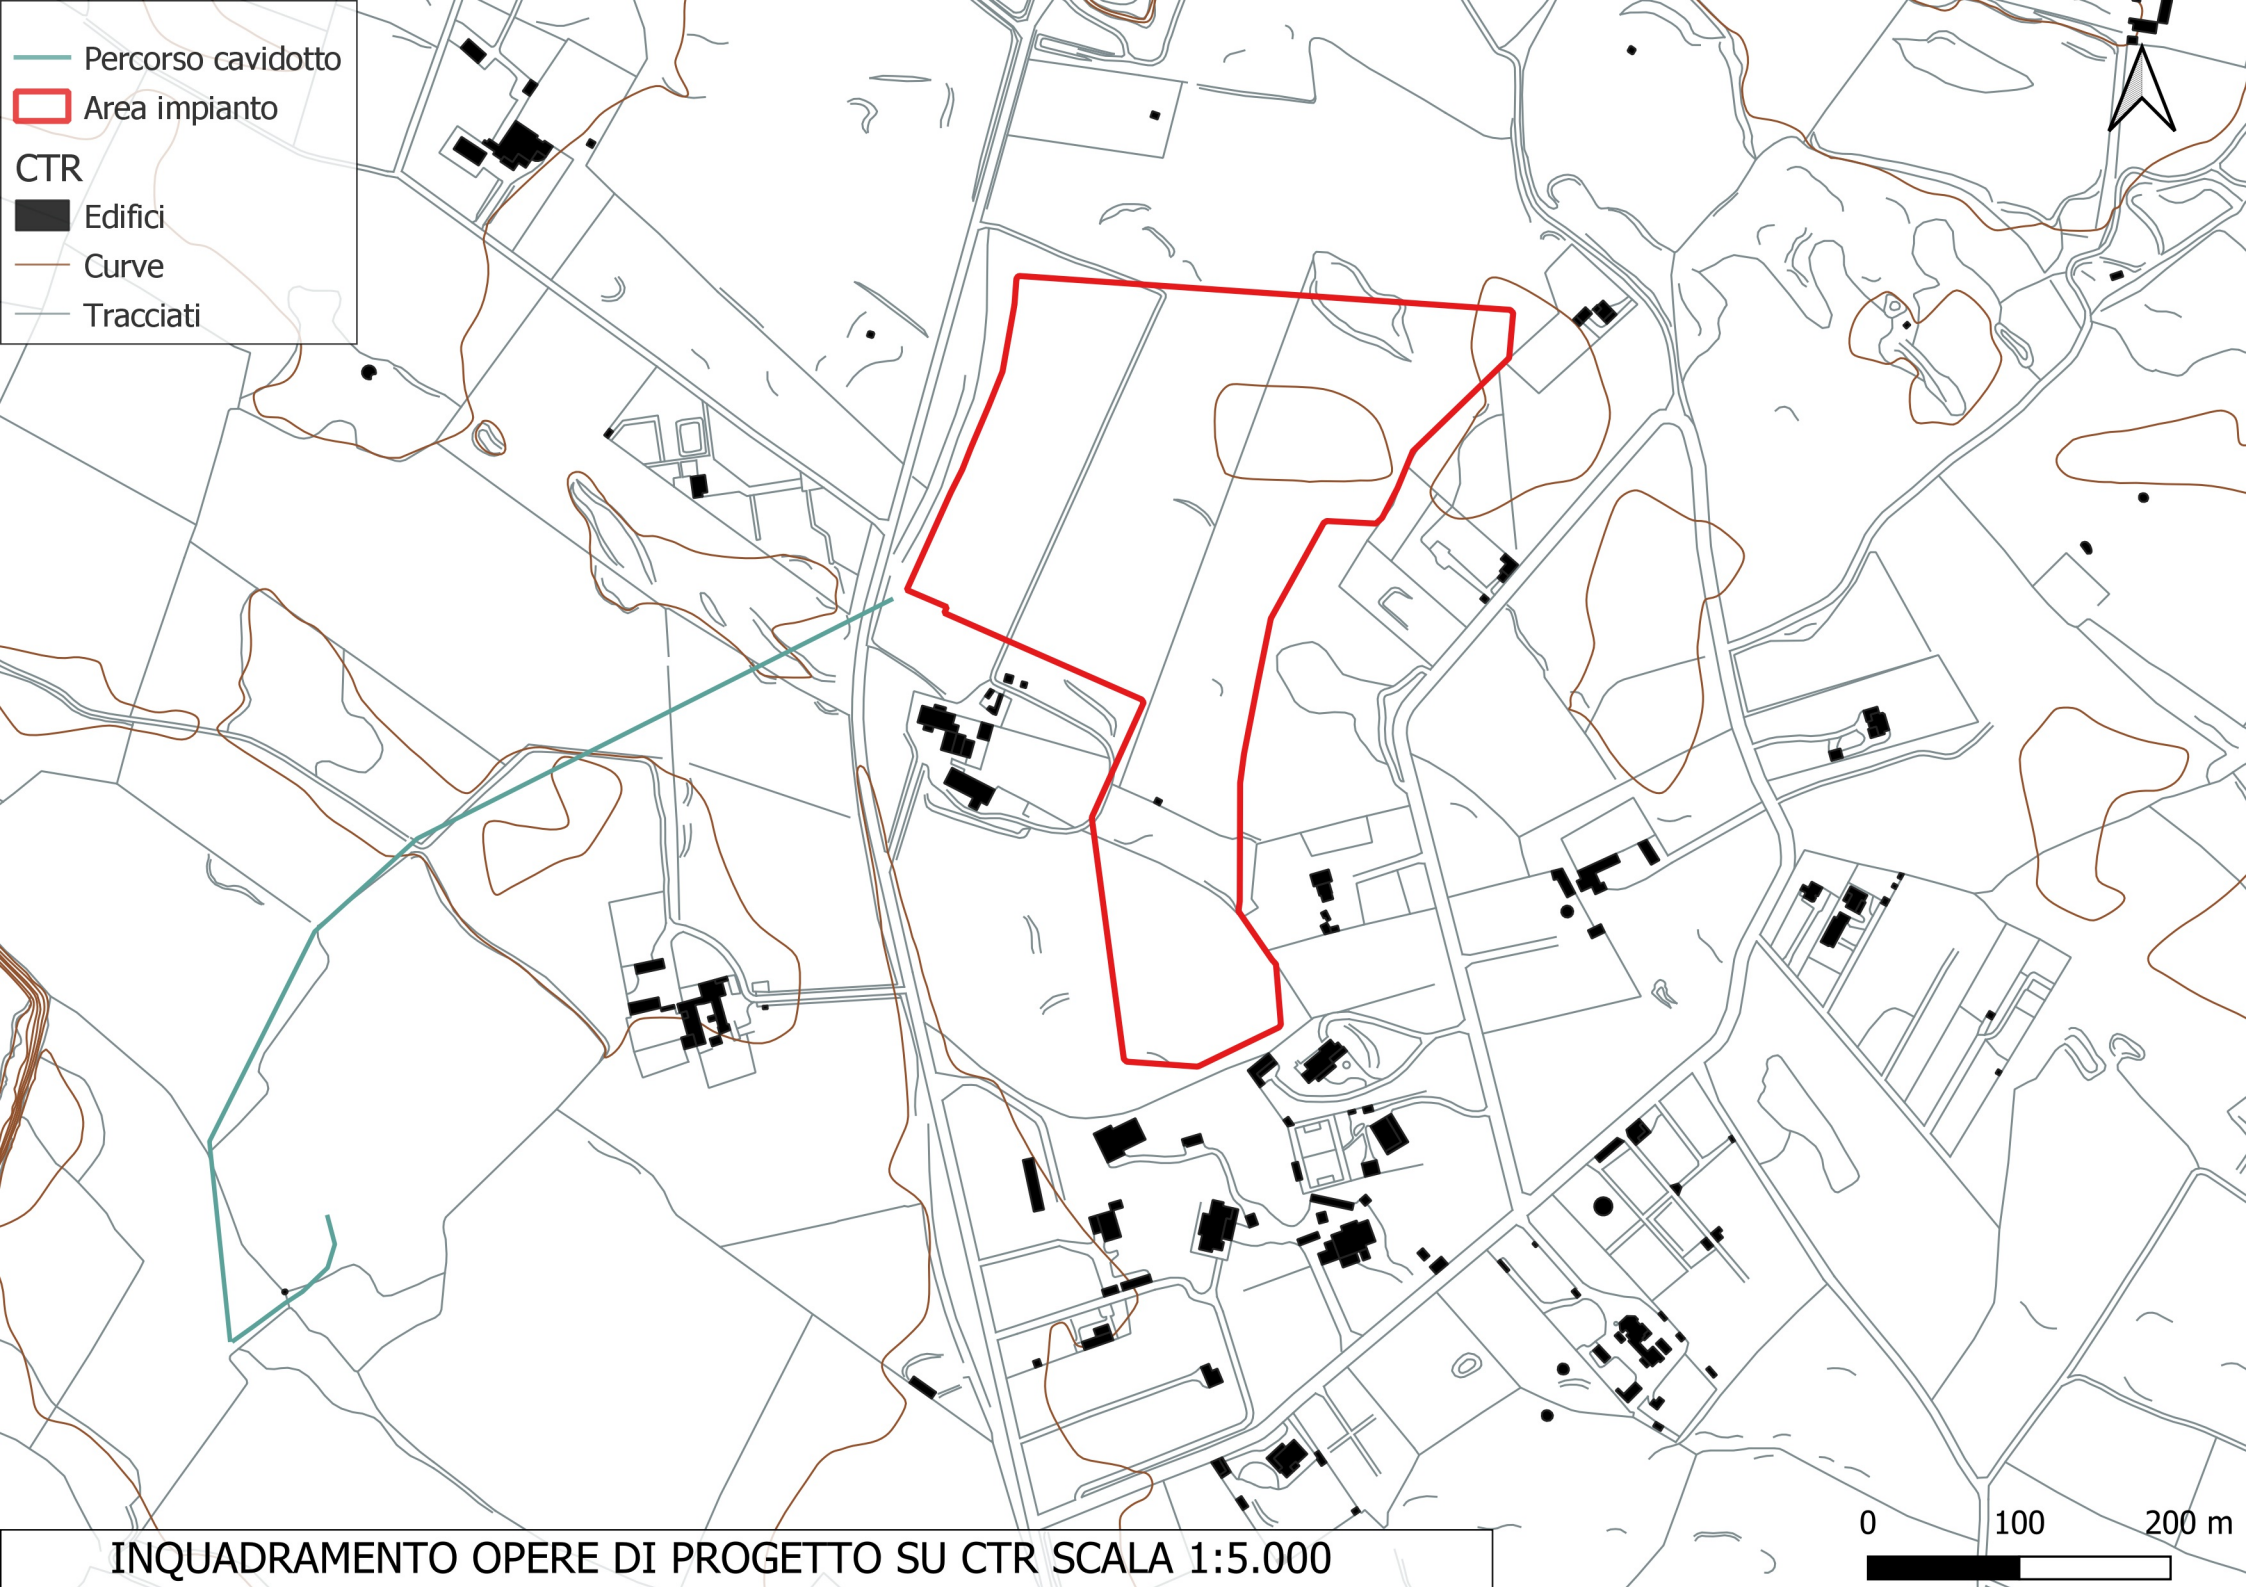 Percorso cavidotto
Area impianto
CTR
Edifici
Curve
Tracciati
0 100 200 m
INQUADRAMENTO OPERE DI PROGETTO SU CTR SCALA 1:5.000